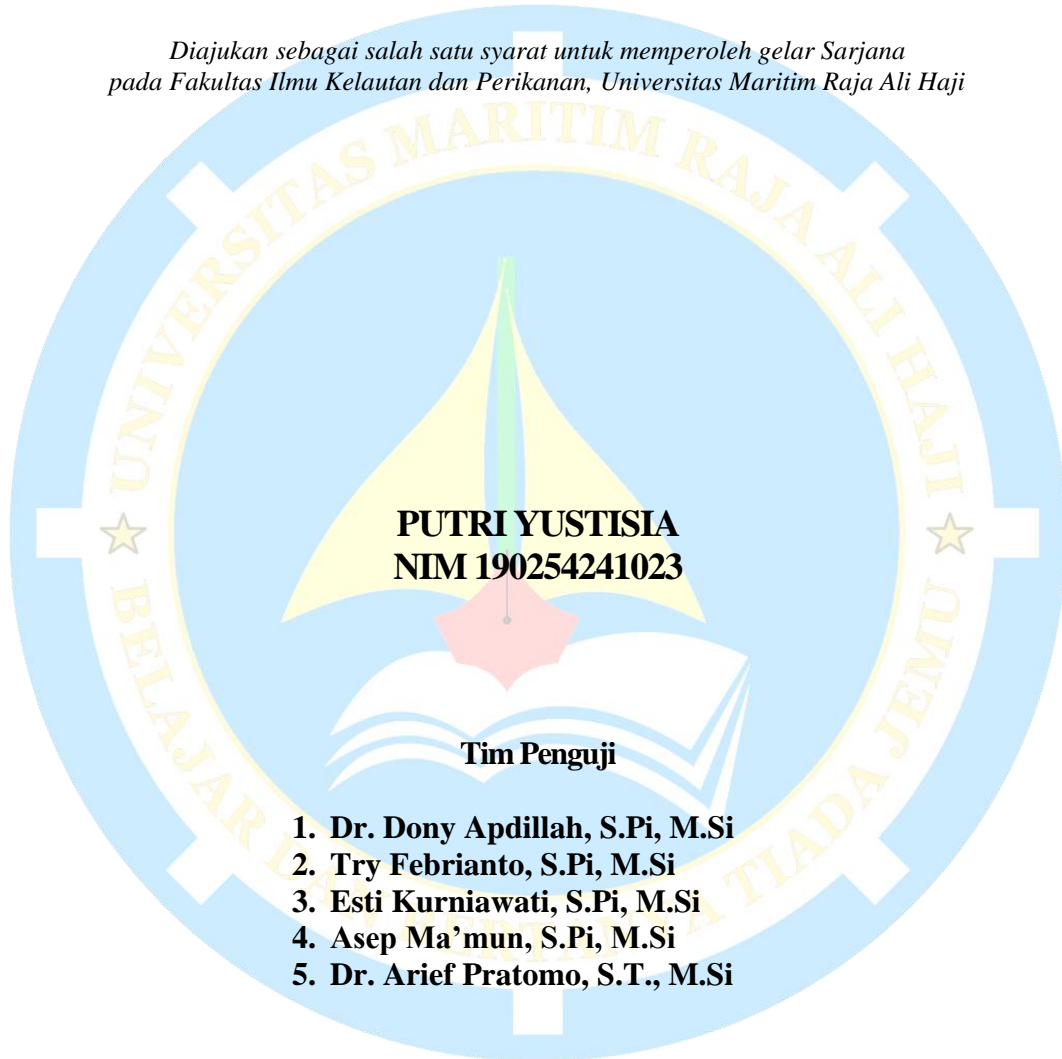 Diajukan sebagai salah satu syarat untuk memperoleh gelar Sarjana
pada Fakultas Ilmu Kelautan dan Perikanan, Universitas Maritim Raja Ali Haji
UNIVERSITAS MARITIM RAJA ALI HAJI
PUTRI YUSTISIA
NIM 190254241023
Tim Penguji
1. Dr. Dony Apdillah, S.Pi, M.Si
2. Try Febrianto, S.Pi, M.Si
3. Esti Kurniawati, S.Pi, M.Si
4. Asep Ma’mun, S.Pi, M.Si
5. Dr. Arief Pratomo, S.T., M.Si
BELAJAR DAN BERTANYA TIADA JEMU